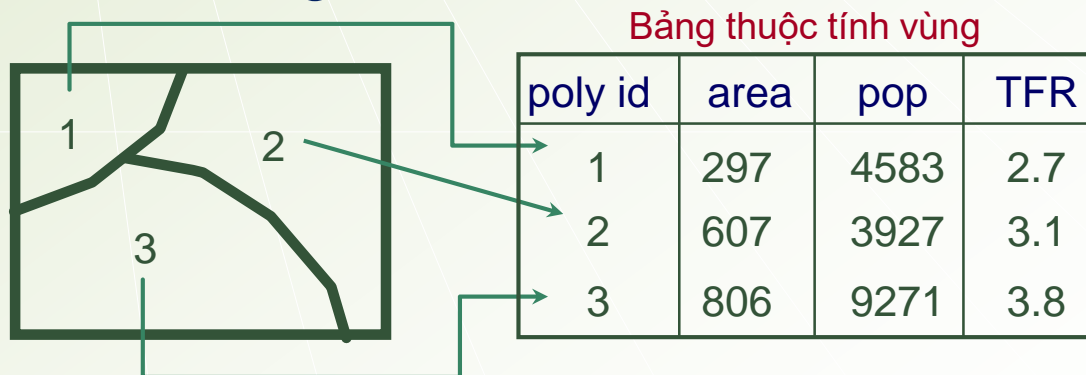 Bảng thuộc tính vùng
1
2
3
poly id area pop TFR
1 297 4583 2.7
2 607 3927 3.1
3 806 9271 3.8